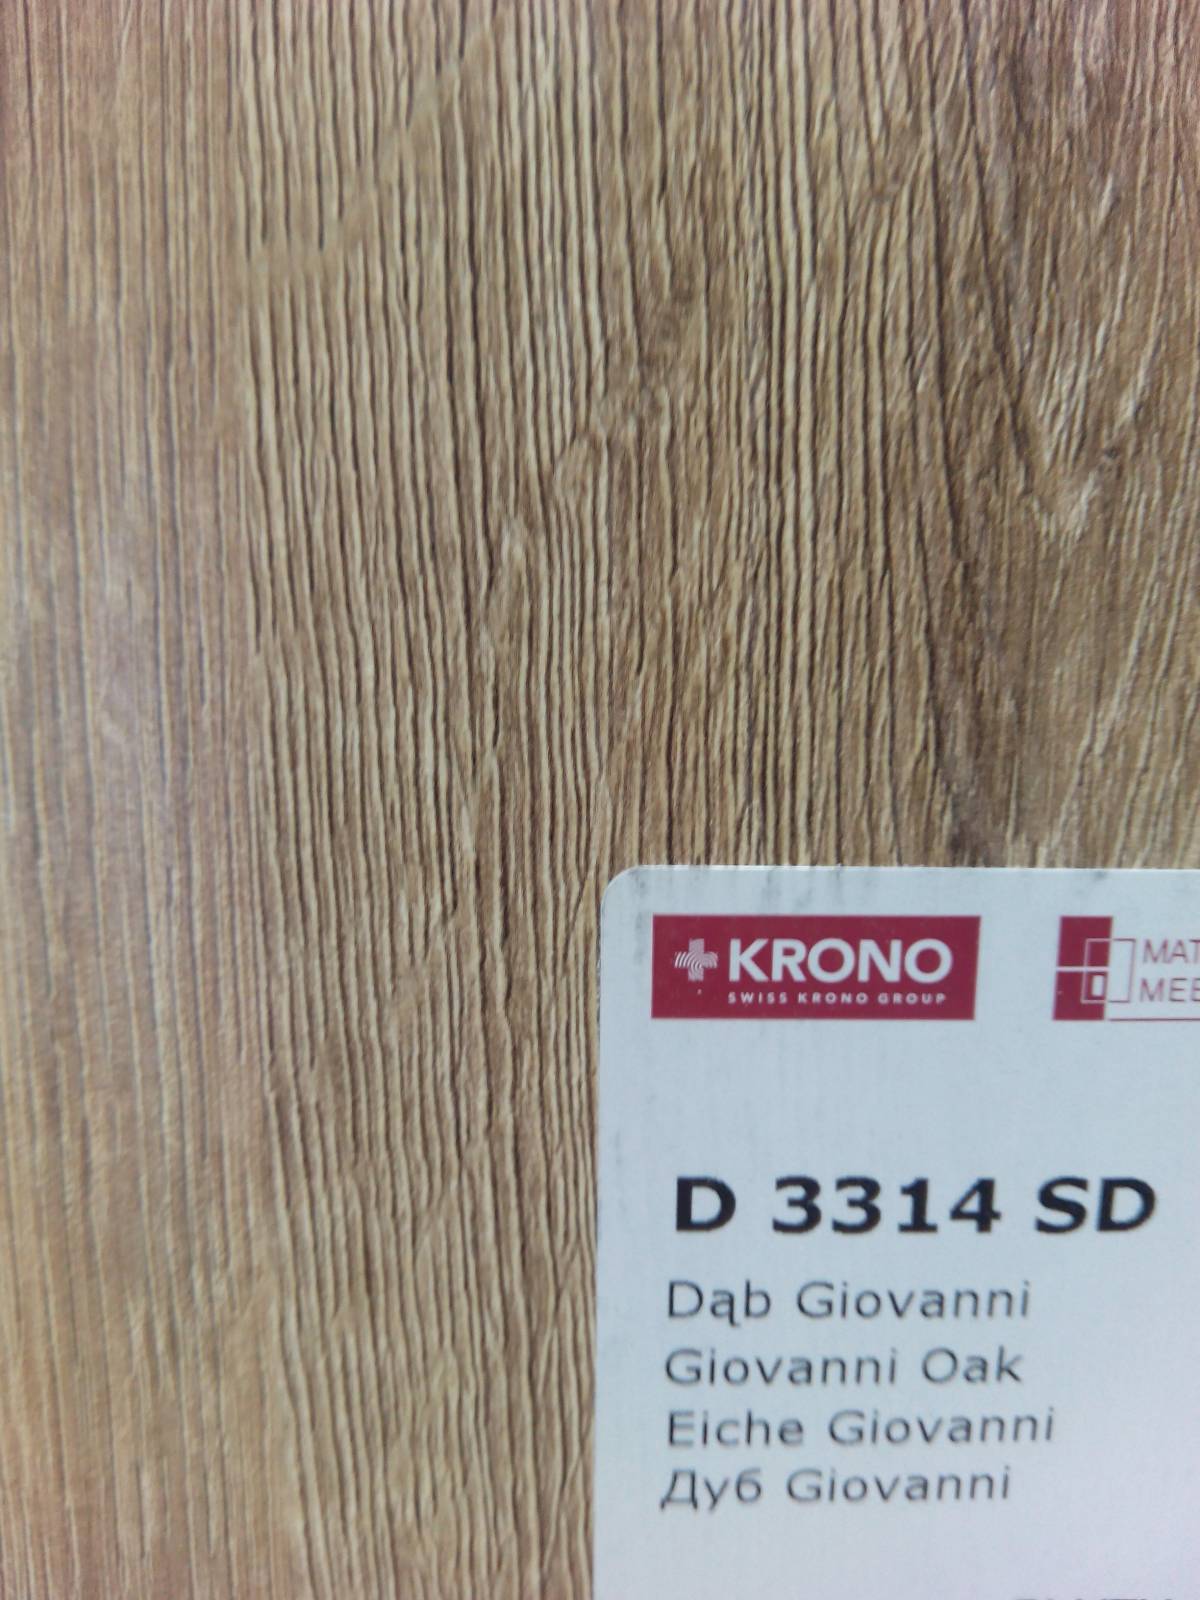 KRONO
SWISS KRONO GROUP
D 3314 SD
Dąb Giovanni
Giovanni Oak
Eiche Giovanni
Дуб Giovanni